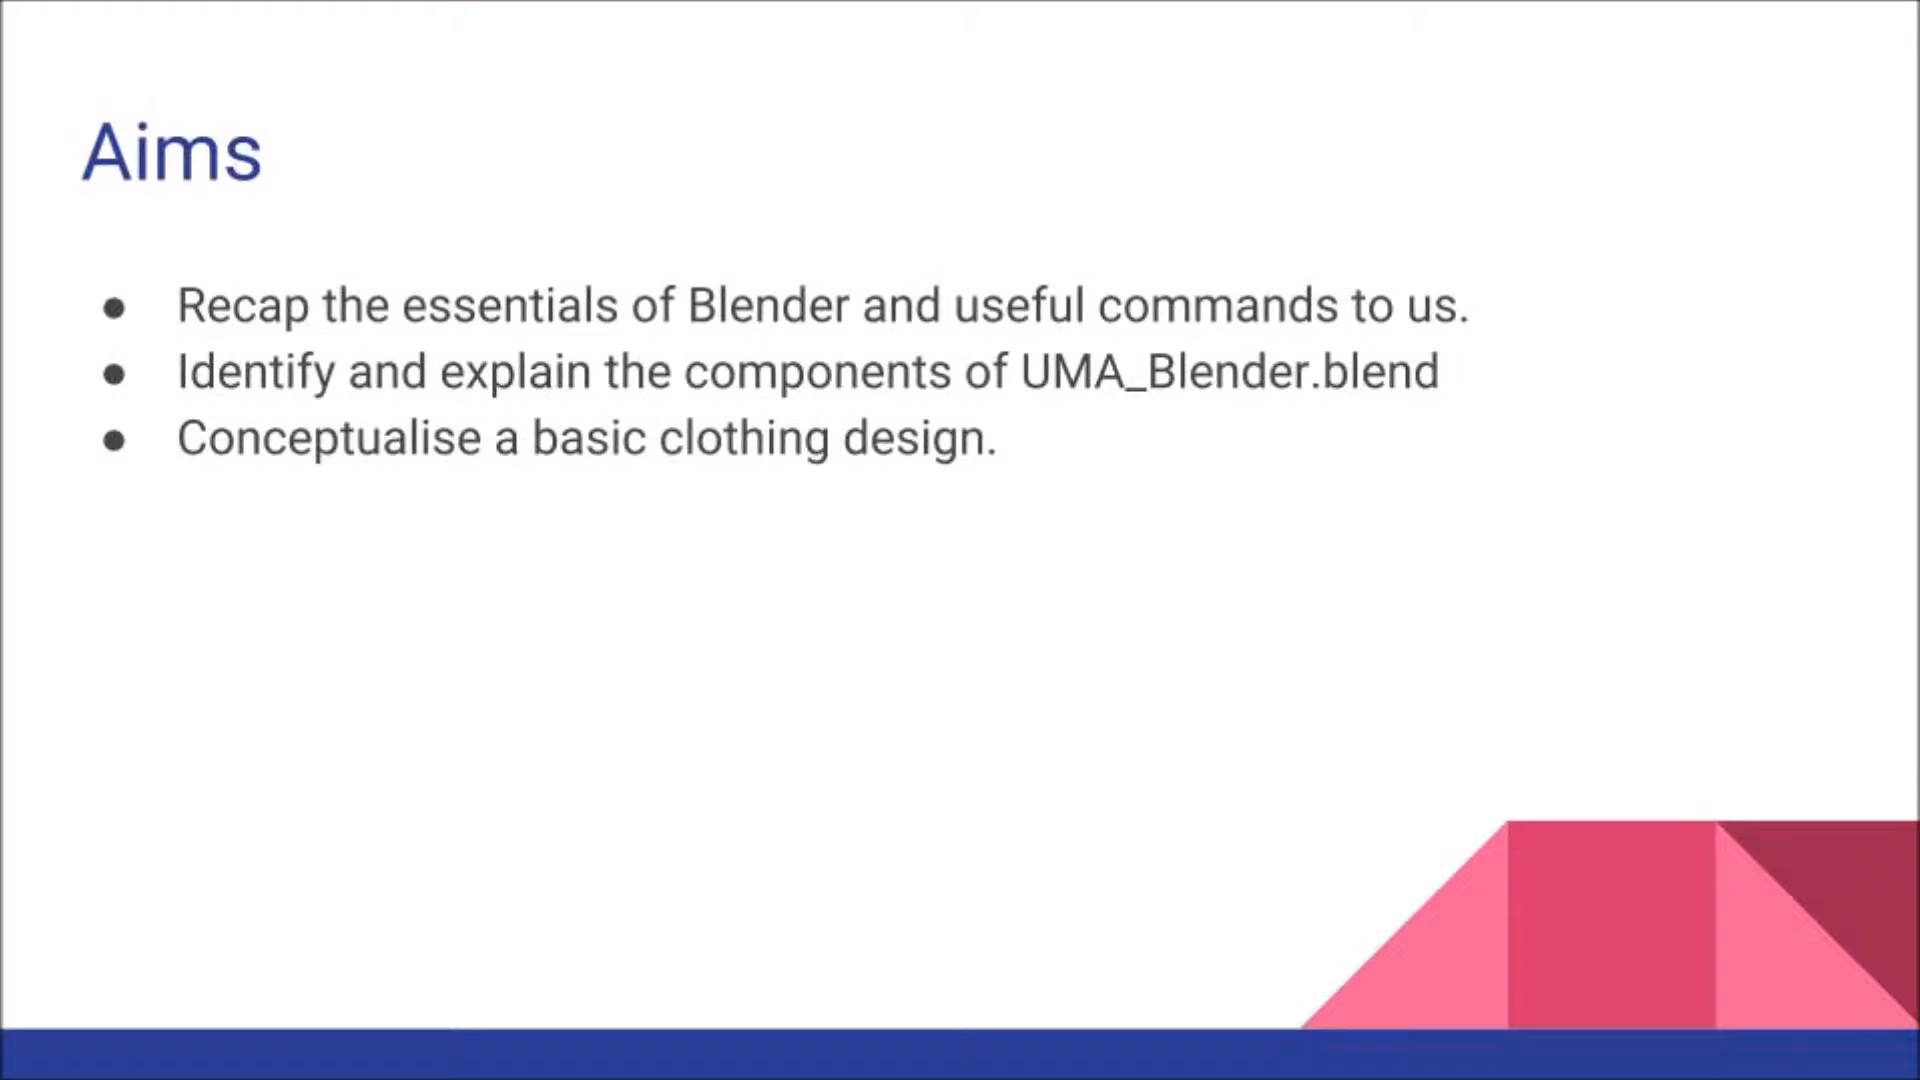 Aims
● Recap the essentials of Blender and useful commands to us.
● Identify and explain the components of UMA_Blender.blend
● Conceptualise a basic clothing design.